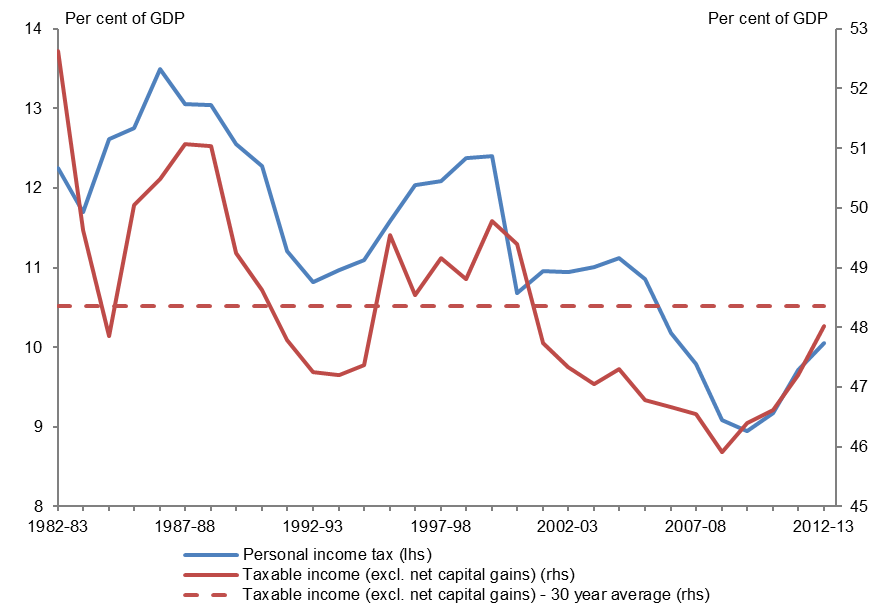 Per cent of GDP Per cent of GDP
14 53
13 52
12 51
11 50
10 49
9 48
8 47
46
45
1982-83 1987-88 1992-93 1997-98 2002-03 2007-08 2012-13
Personal income tax (lhs)
Taxable income (excl. net capital gains) (rhs)
Taxable income (excl. net capital gains) - 30 year average (rhs)